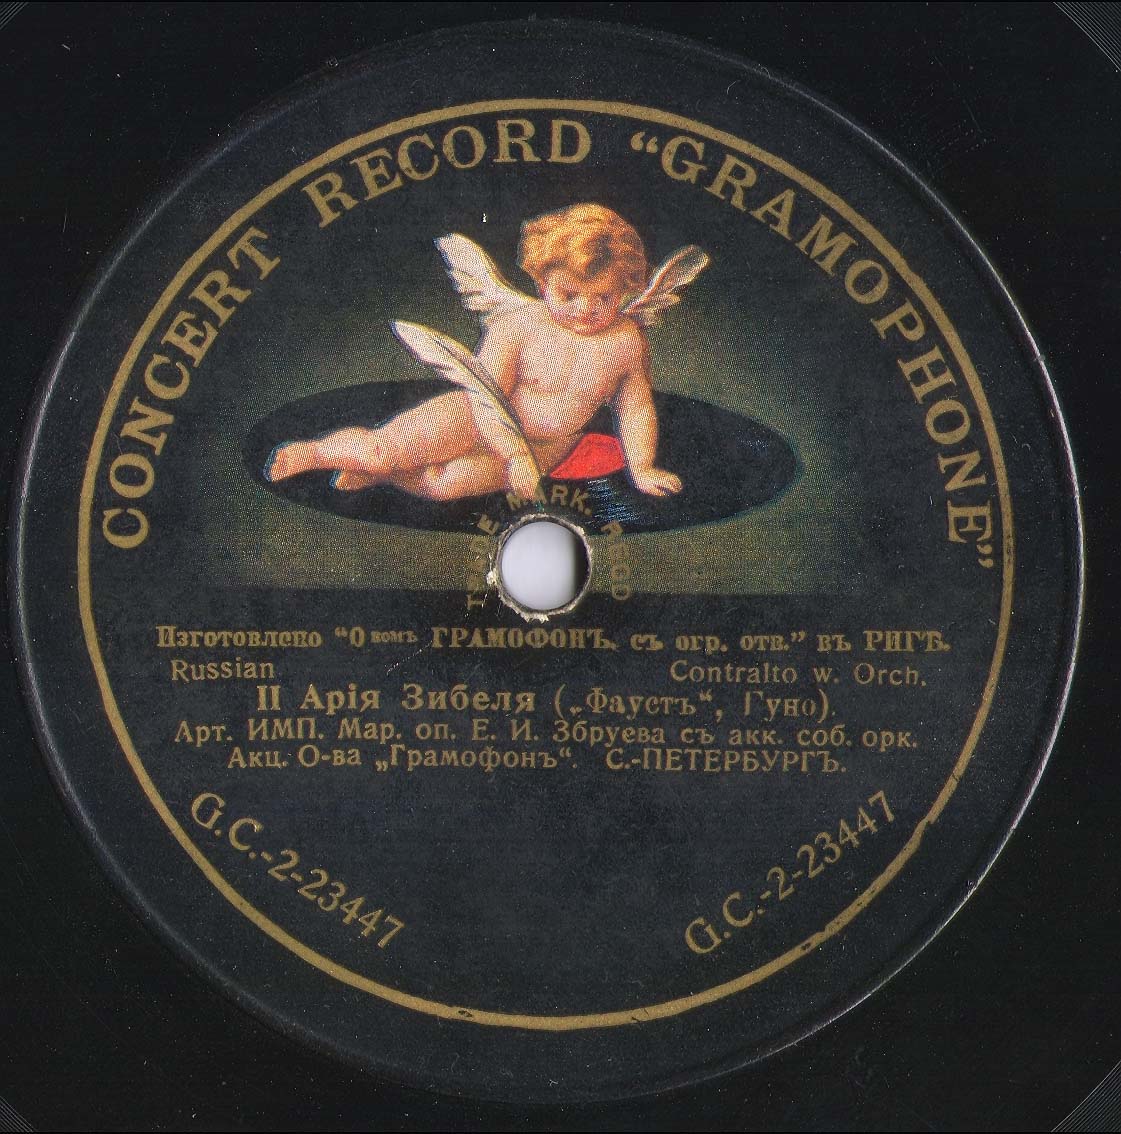 CONCERT RECORD “GRAMOPHONE”
TRADE MARK. REGD
Изготовлено “О комъ ГРАМОФОНЪ. съ огр. отв.” въ РИГѢ.
Russian Contralto w. Orch.
II Арія Зибеля („Фаустъ“, Гуно).
Арт. ИМП. Мар. оп. Е. И. Збруева съ акк. соб. орк.
Акц. О-ва „Грамофонъ“. С.-ПЕТЕРБУРГЪ.
G.C.-2-23447 G.C.-2-23447